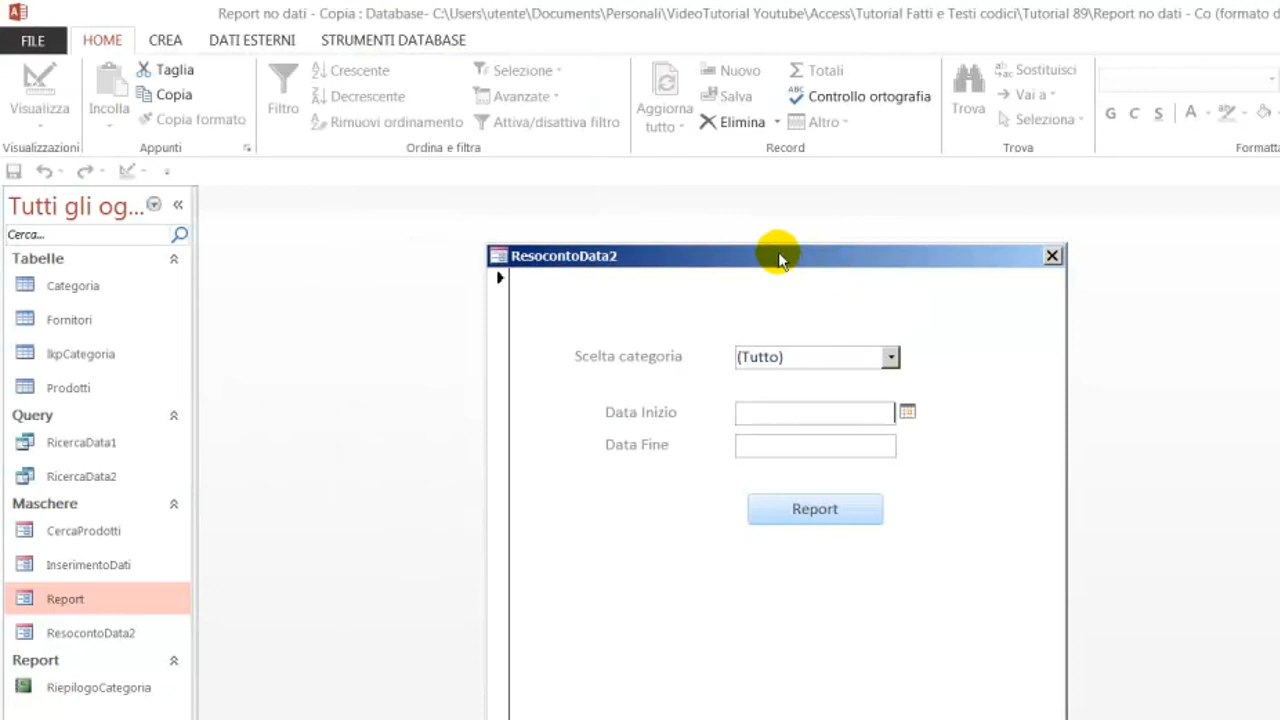 Report no dati - Copia : Database- C:\Users\utente\Documents\Personali\VideoTutorial Youtube\Access\Tutorial Fatti e Testi codici\Tutorial 89\Report no dati - Co (formato d
FILE HOME CREA DATI ESTERNI STRUMENTI DATABASE
Visualizza
Visualizzazioni
Incolla
Taglia
Copia
Copia formato
Appunti
Filtro
Crescente
Decrescente
Rimuovi ordinamento
Selezione
Avanzate
Attiva/disattiva filtro
Ordina e filtra
Aggiorna
tutto
Nuovo
Salva
Elimina
Totali
Controllo ortografia
Altro
Record
Trova
Sostituisci
Vai a
Seleziona
Trova
G C S A
Formatta
Tutti gli og...
Cerca...
Tabelle
Categoria
Fornitori
lkpCategoria
Prodotti
Query
RicercaData1
RicercaData2
Maschere
CercaProdotti
InserimentoDati
Report
ResocontoData2
Report
RiepilogoCategoria
ResocontoData2
Scelta categoria (Tutto)
Data Inizio
Data Fine
Report